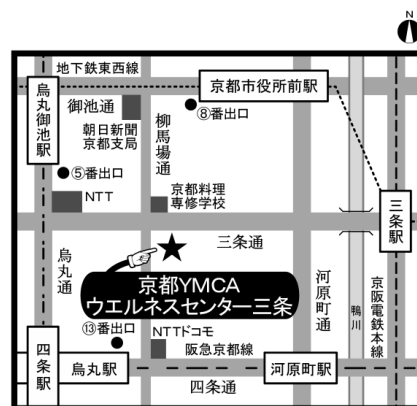 N
地下鉄東西線
烏丸御池駅
御池通
京都市役所前駅
⑧番出口
朝日新聞
京都支局
柳馬場通
⑤番出口
京都料理
専修学校
NTT
三条駅
三条通
烏丸通
京都YMCA
ウエルネスセンター三条
河原町通
鴨川
京阪電鉄本線
⑬番出口
NTTドコモ
阪急京都線
四条駅
烏丸駅
河原町駅
四条通